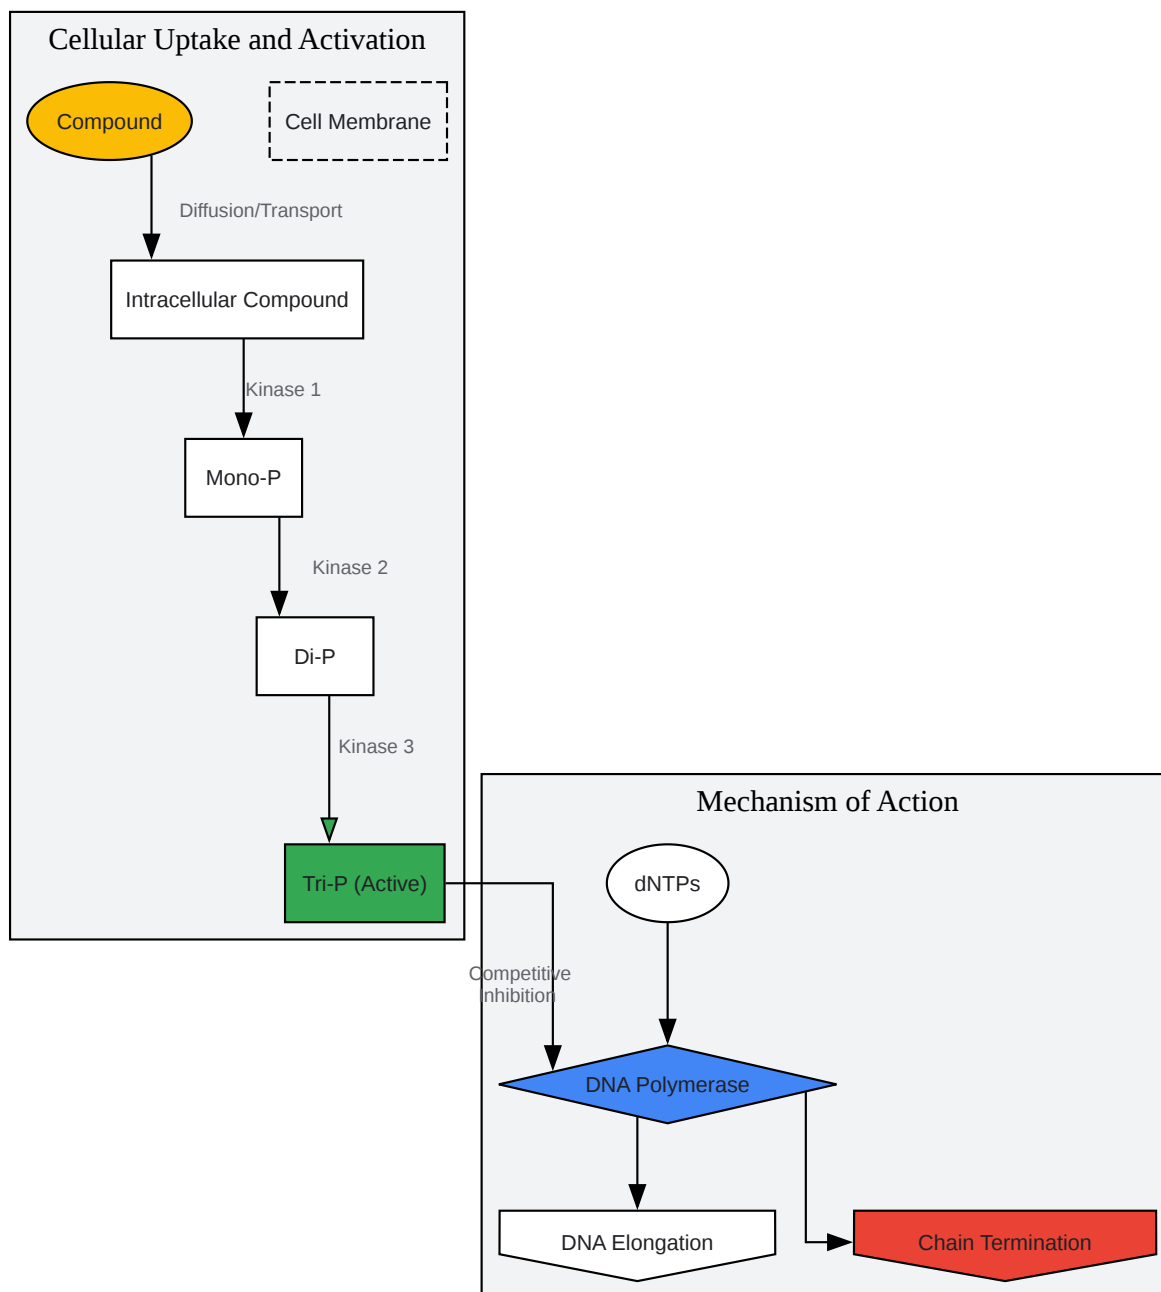 Cellular Uptake and Activation
Compound
Cell Membrane
Diffusion/Transport
Intracellular Compound
Kinase 1
Mono-P
Kinase 2
Di-P
Kinase 3
Tri-P (Active)
Mechanism of Action
dNTPs
Competitive
Inhibition
DNA Polymerase
DNA Elongation
Chain Termination